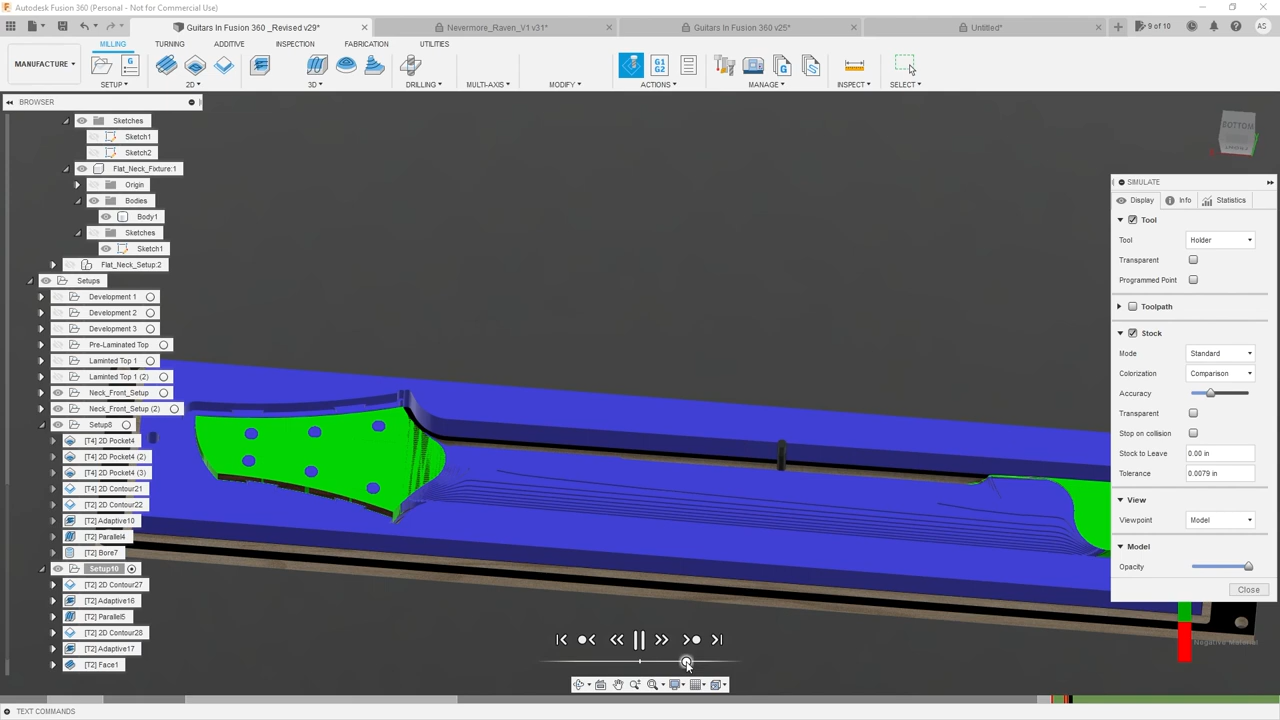 Autodesk Fusion 360 (Personal - Not for Commercial Use)
Guitars In Fusion 360 _Revised v29*
Nevermore_Raven_V1 v31*
Guitars In Fusion 360 v25*
Untitled*
9 of 10
AS
MILLING
TURNING
ADDITIVE
INSPECTION
FABRICATION
UTILITIES
MANUFACTURE
G1
G2
SETUP
2D
3D
DRILLING
MULTI-AXIS
MODIFY
ACTIONS
MANAGE
INSPECT
SELECT
BROWSER
Sketches
Sketch1
Sketch2
Flat_Neck_Fixture:1
Origin
Bodies
Body1
Sketches
Sketch1
Flat_Neck_Setup:2
Setups
Development 1
Development 2
Development 3
Pre-Laminated Top
Laminted Top 1
Laminted Top 1 (2)
Neck_Front_Setup
Neck_Front_Setup (2)
Setup8
[T4] 2D Pocket4
[T4] 2D Pocket4 (2)
[T4] 2D Pocket4 (3)
[T4] 2D Contour21
[T2] 2D Contour22
[T2] Adaptive10
[T2] Parallel4
[T2] Bore7
Setup10
[T2] 2D Contour27
[T2] Adaptive16
[T2] Parallel5
[T2] 2D Contour28
[T2] Adaptive17
[T2] Face1
BOTTOM
SIMULATE
Display
Info
Statistics
Tool
Tool Holder
Transparent
Programmed Point
Toolpath
Stock
Mode Standard
Colorization Comparison
Accuracy
Transparent
Stop on collision
Stock to Leave 0.00 in
Tolerance 0.0079 in
View
Viewpoint Model
Model
Opacity
Close
Negative Material
TEXT COMMANDS